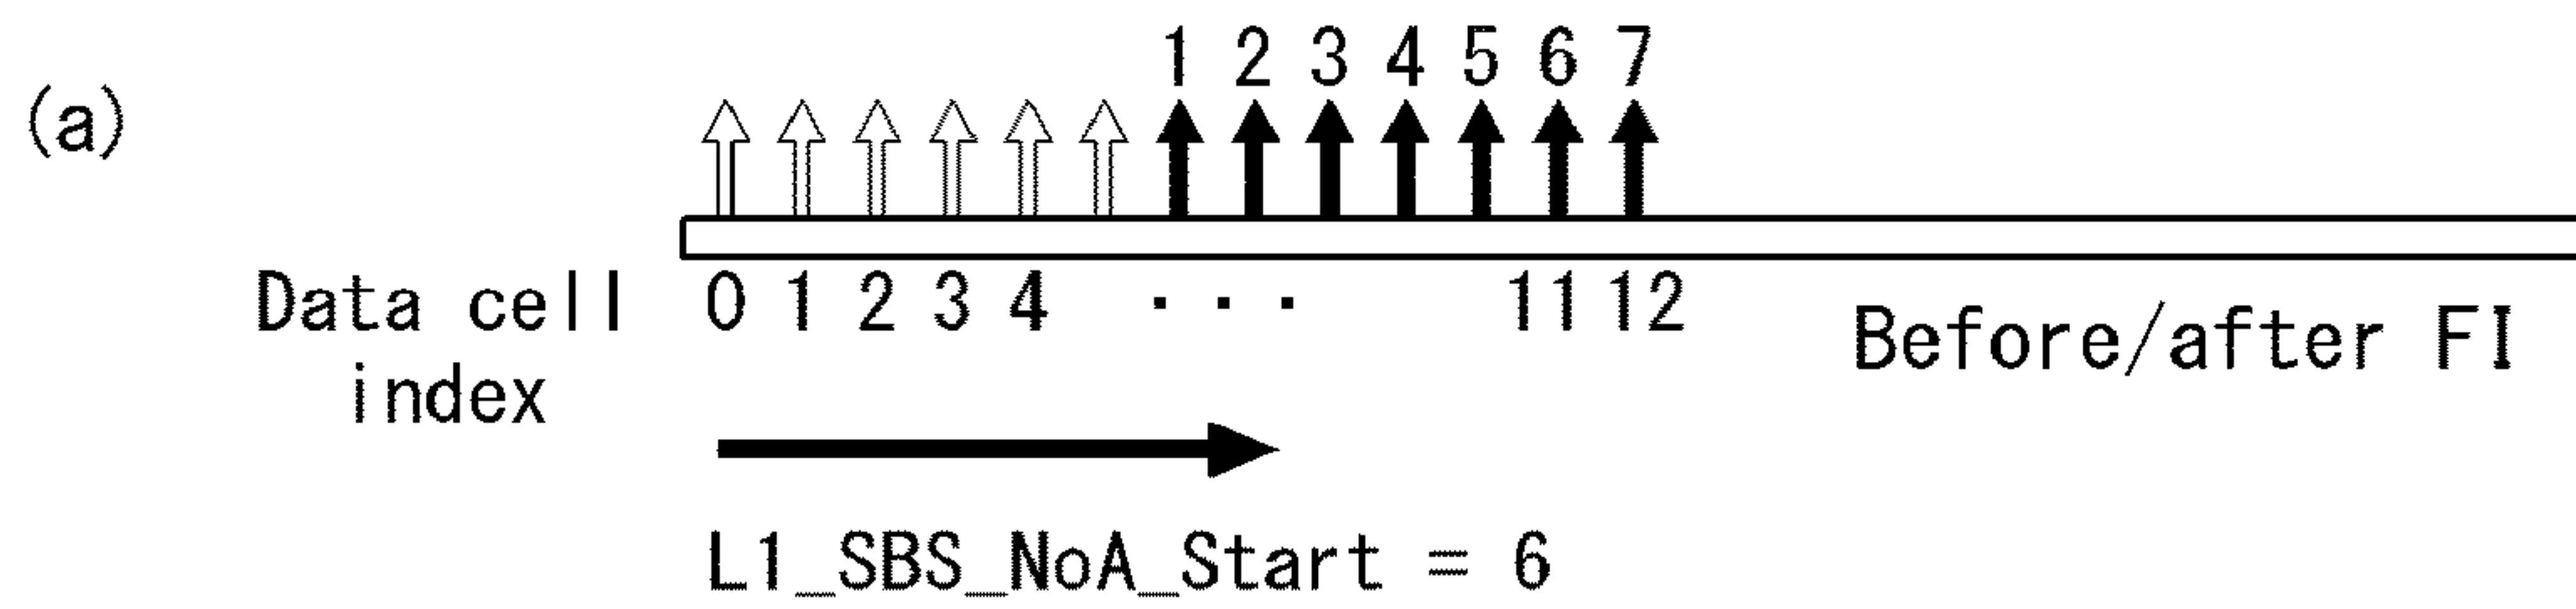 1 2 3 4 5 6 7
(a)
Data cell index
0 1 2 3 4 ··· 11 12
Before/after FI
L1_SBS_NoA_Start = 6